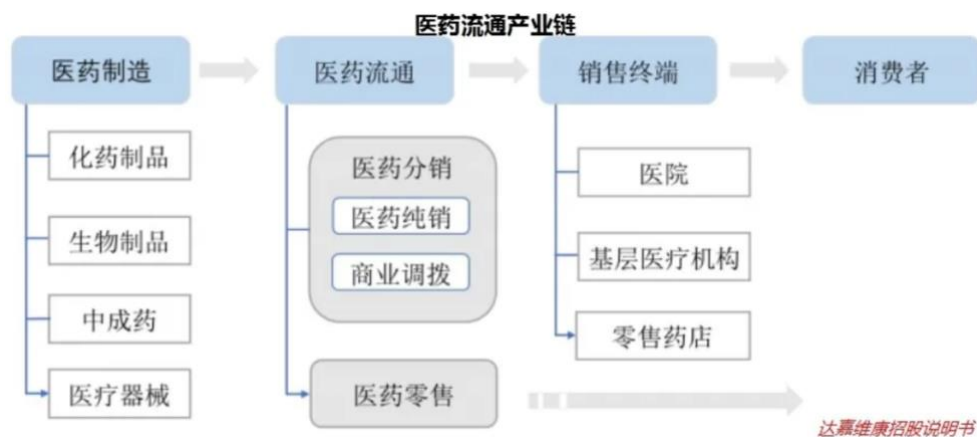 医药流通产业链
医药制造
医药流通
销售终端
消费者
化药制品
生物制品
中成药
医疗器械
医药分销
医药纯销
商业调拨
医药零售
医院
基层医疗机构
零售药店
达嘉维康招股说明书